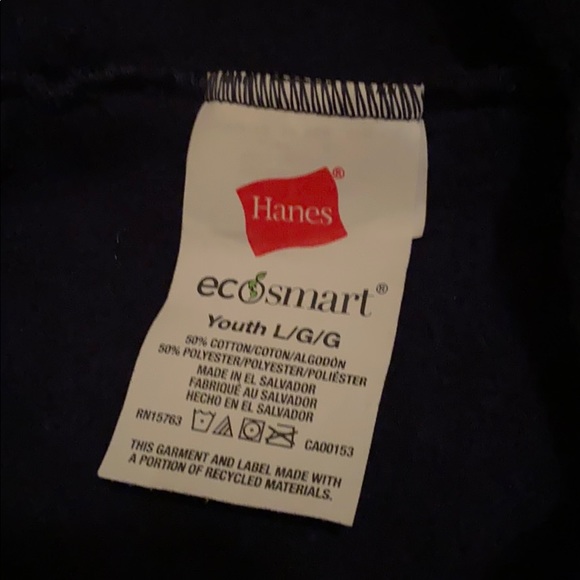 Hanes®
ecosmart®
Youth L/G/G
50% COTTON/COTON/ALGODÓN
50% POLYESTER/POLYESTER/POLIÉSTER
MADE IN EL SALVADOR
FABRIQUÉ AU SALVADOR
HECHO EN EL SALVADOR
RN15763 CA00153
THIS GARMENT AND LABEL MADE WITH
A PORTION OF RECYCLED MATERIALS.